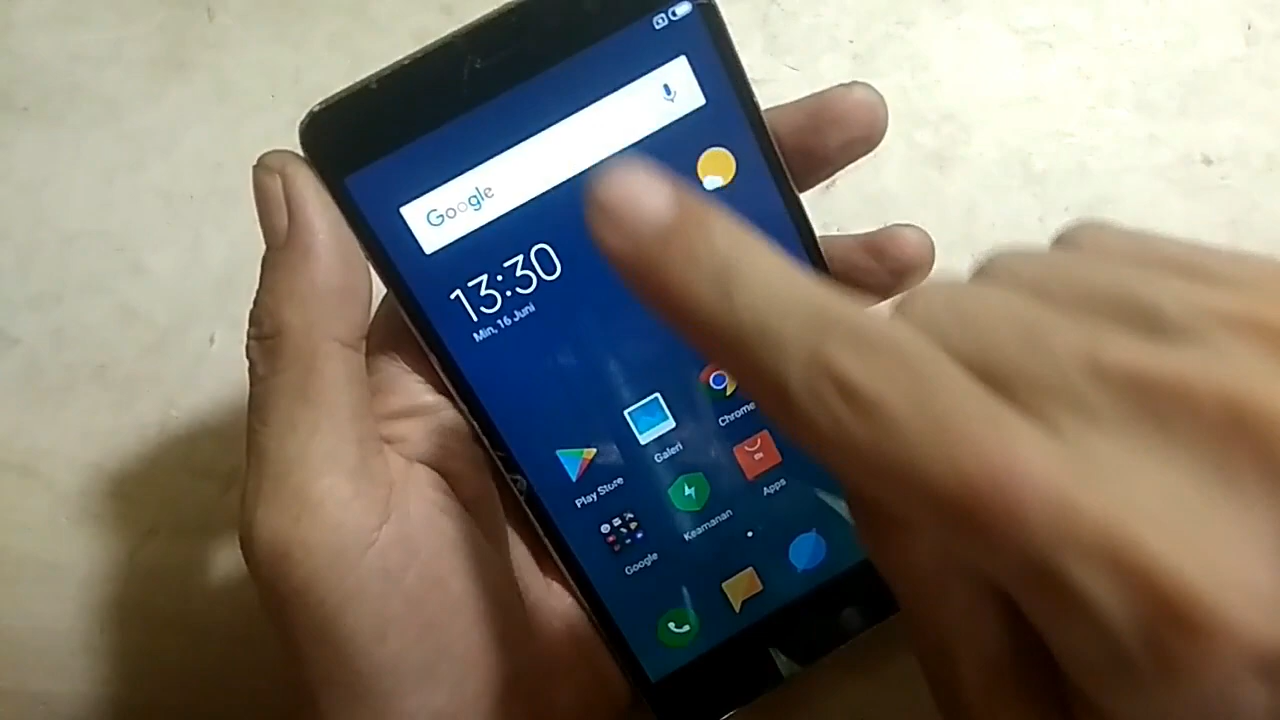 Google
13:30
Min, 16 Juni
Galeri
Chrome
Play Store
Keamanan
Apps
Google